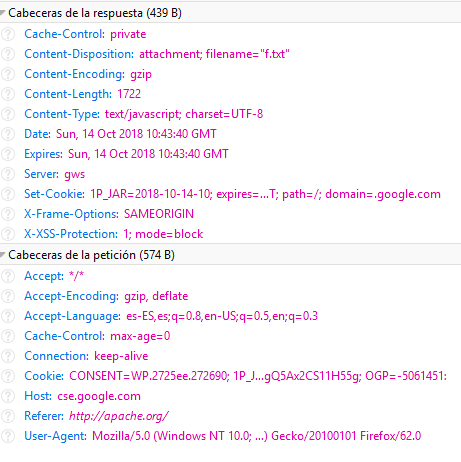 Cabeceras de la respuesta (439 B)
Cache-Control: private
Content-Disposition: attachment; filename="f.txt"
Content-Encoding: gzip
Content-Length: 1722
Content-Type: text/javascript; charset=UTF-8
Date: Sun, 14 Oct 2018 10:43:40 GMT
Expires: Sun, 14 Oct 2018 10:43:40 GMT
Server: gws
Set-Cookie: 1P_JAR=2018-10-14-10; expires=...T; path=/; domain=.google.com
X-Frame-Options: SAMEORIGIN
X-XSS-Protection: 1; mode=block
Cabeceras de la petición (574 B)
Accept: */*
Accept-Encoding: gzip, deflate
Accept-Language: es-ES,es;q=0.8,en-US;q=0.5,en;q=0.3
Cache-Control: max-age=0
Connection: keep-alive
Cookie: CONSENT=WP.2725ee.272690; 1P_J...gQ5Ax2CS11H55g; OGP=-5061451:
Host: cse.google.com
Referer: http://apache.org/
User-Agent: Mozilla/5.0 (Windows NT 10.0; ...) Gecko/20100101 Firefox/62.0